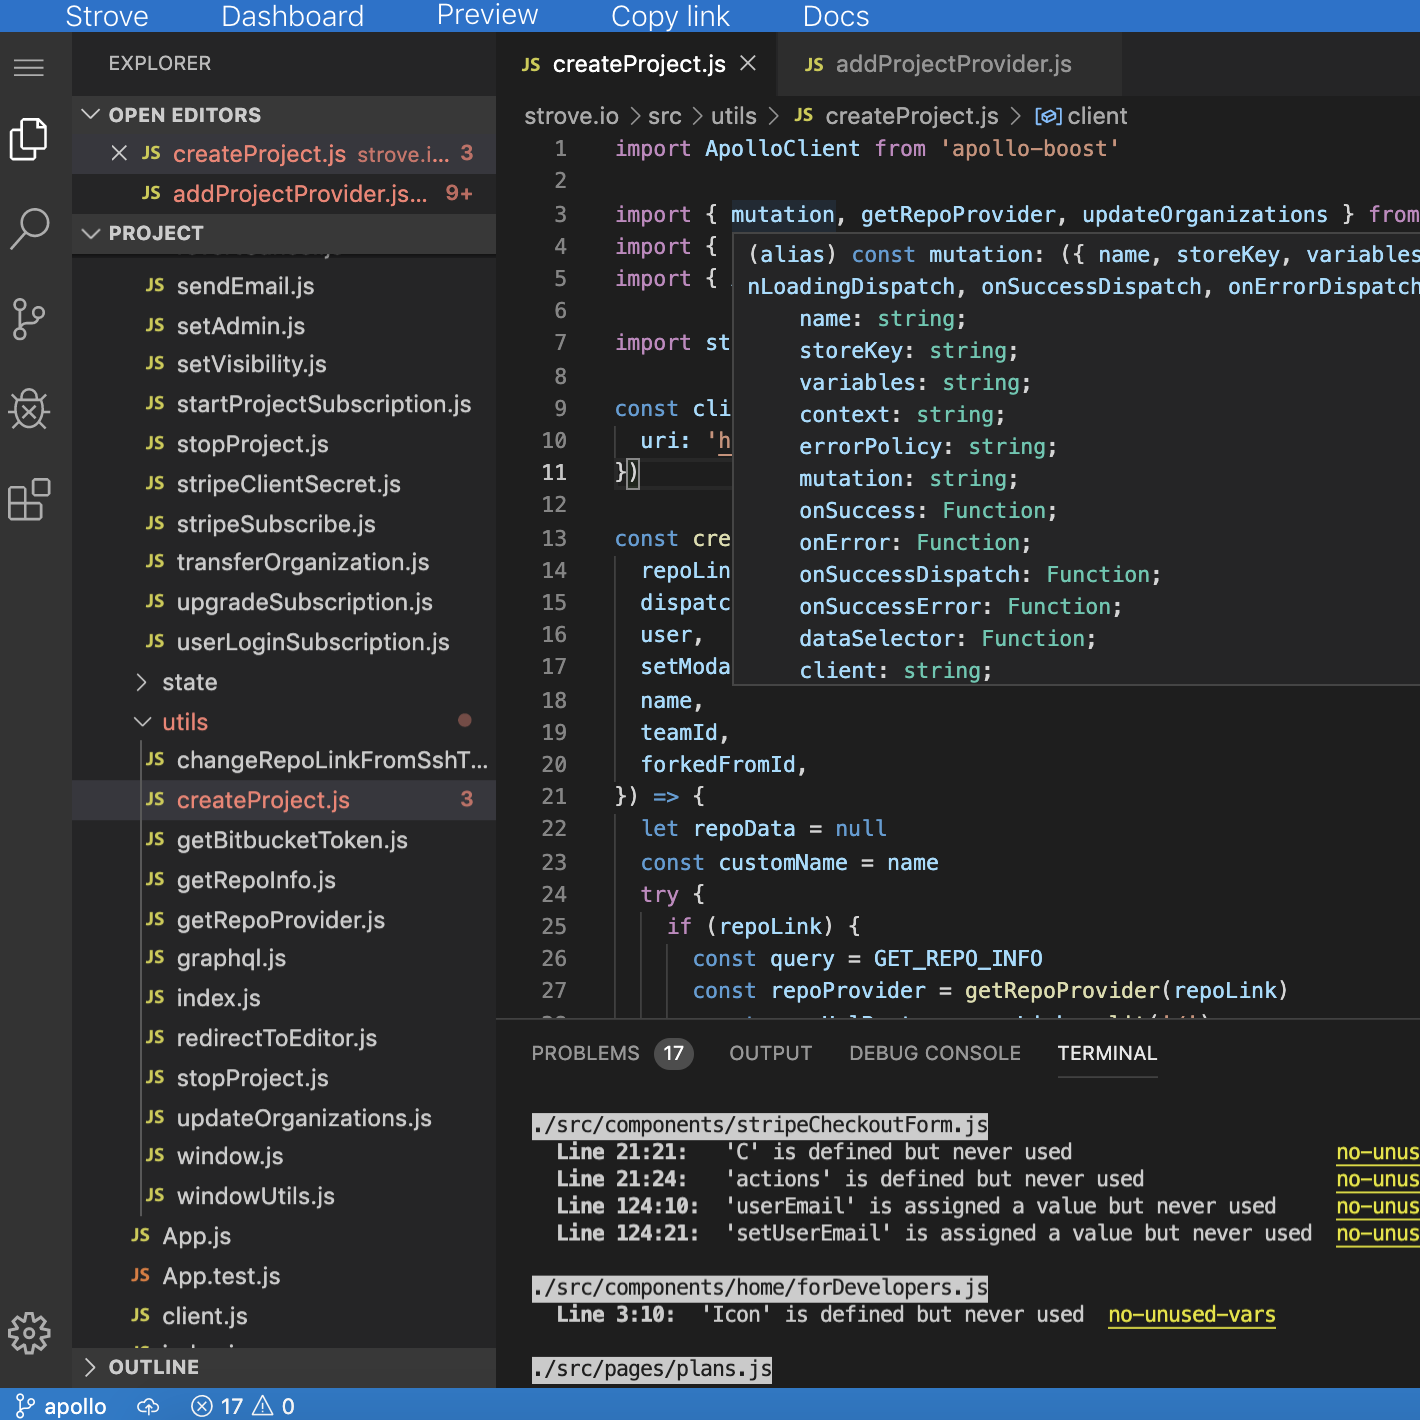 Strove Dashboard Preview Copy link Docs
EXPLORER
OPEN EDITORS
JS createProject.js strove.i... 3
JS addProjectProvider.js... 9+
PROJECT
JS sendEmail.js
JS setAdmin.js
JS setVisibility.js
JS startProjectSubscription.js
JS stopProject.js
JS stripeClientSecret.js
JS stripeSubscribe.js
JS transferOrganization.js
JS upgradeSubscription.js
JS userLoginSubscription.js
state
utils
JS changeRepoLinkFromSshT...
JS createProject.js 3
JS getBitbucketToken.js
JS getRepoInfo.js
JS getRepoProvider.js
JS graphql.js
JS index.js
JS redirectToEditor.js
JS stopProject.js
JS updateOrganizations.js
JS window.js
JS windowUtils.js
JS App.js
JS App.test.js
JS client.js
OUTLINE
JS createProject.js JS addProjectProvider.js
strove.io > src > utils > JS createProject.js > client
1 import ApolloClient from 'apollo-boost'
2
3 import { mutation, getRepoProvider, updateOrganizations } from
4 import {
5 import {
6
7 import st
8
9 const cli
10 uri: 'h
11 })
12
13 const cre
14 repoLin
15 dispatc
16 user,
17 setModa
18 name,
19 teamId,
20 forkedFromId,
21 }) => {
22 let repoData = null
23 const customName = name
24 try {
25 if (repoLink) {
26 const query = GET_REPO_INFO
27 const repoProvider = getRepoProvider(repoLink)
(alias) const mutation: ({ name, storeKey, variables
nLoadingDispatch, onSuccessDispatch, onErrorDispatch
name: string;
storeKey: string;
variables: string;
context: string;
errorPolicy: string;
mutation: string;
onSuccess: Function;
onError: Function;
onSuccessDispatch: Function;
onSuccessError: Function;
dataSelector: Function;
client: string;
PROBLEMS 17 OUTPUT DEBUG CONSOLE TERMINAL
./src/components/stripeCheckoutForm.js
Line 21:21: 'C' is defined but never used no-unus
Line 21:24: 'actions' is defined but never used no-unus
Line 124:10: 'userEmail' is assigned a value but never used no-unus
Line 124:21: 'setUserEmail' is assigned a value but never used no-unus
./src/components/home/forDevelopers.js
Line 3:10: 'Icon' is defined but never used no-unused-vars
./src/pages/plans.js
apollo 17 0